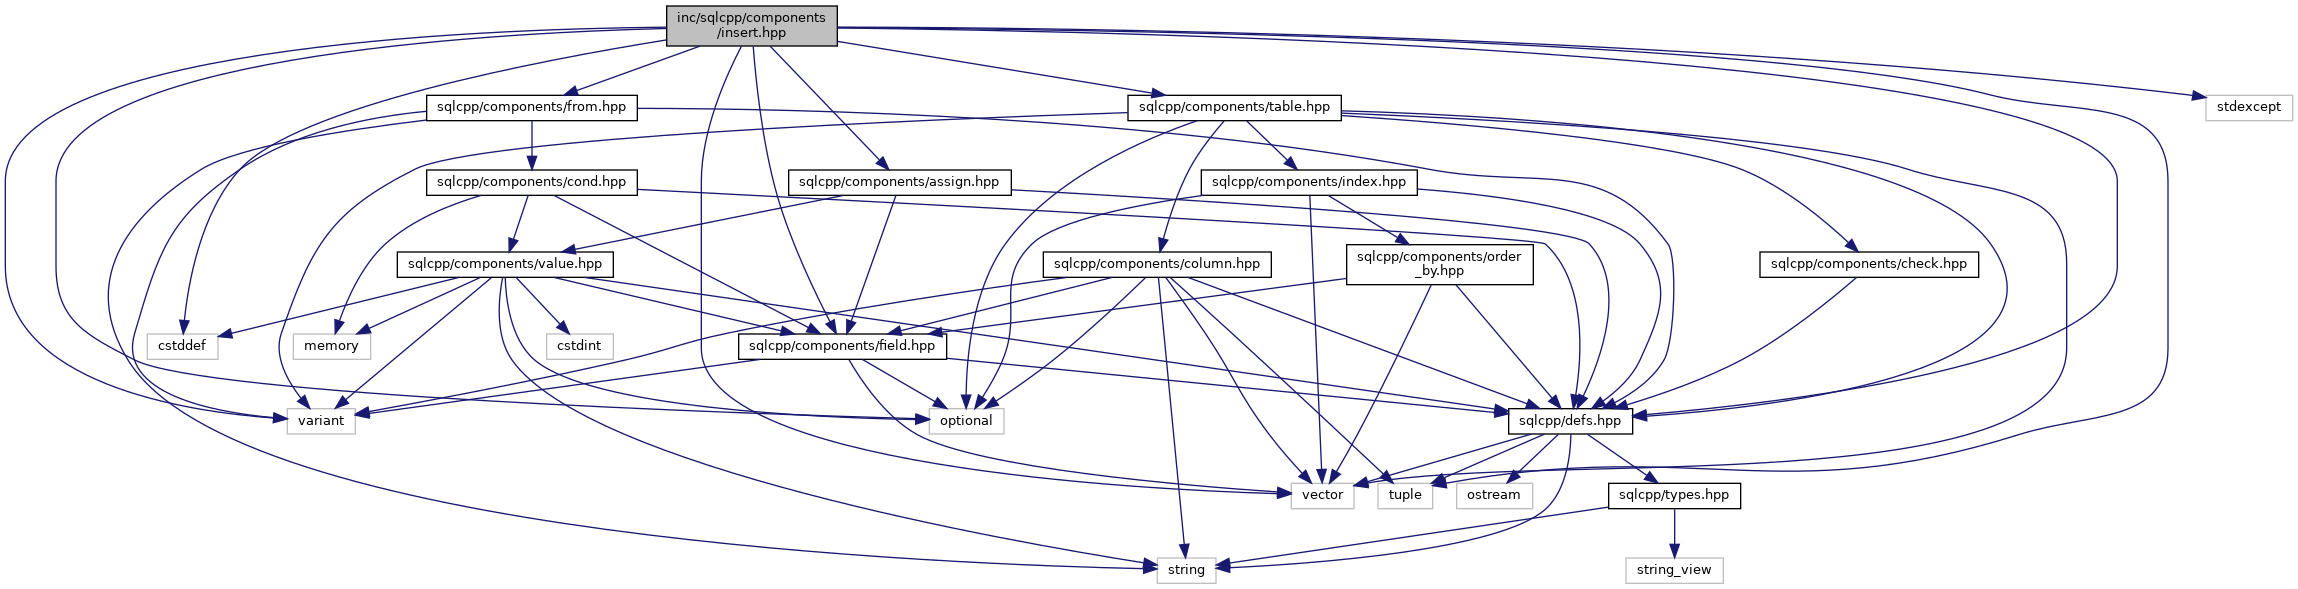 inc/sqlcpp/components
/insert.hpp
sqlcpp/components/from.hpp
sqlcpp/components/table.hpp
stdexcept
sqlcpp/components/cond.hpp
sqlcpp/components/assign.hpp
sqlcpp/components/index.hpp
sqlcpp/components/value.hpp
sqlcpp/components/column.hpp
sqlcpp/components/order
_by.hpp
sqlcpp/components/check.hpp
cstddef
memory
cstdint
sqlcpp/components/field.hpp
variant
optional
sqlcpp/defs.hpp
vector
tuple
ostream
sqlcpp/types.hpp
string
string_view